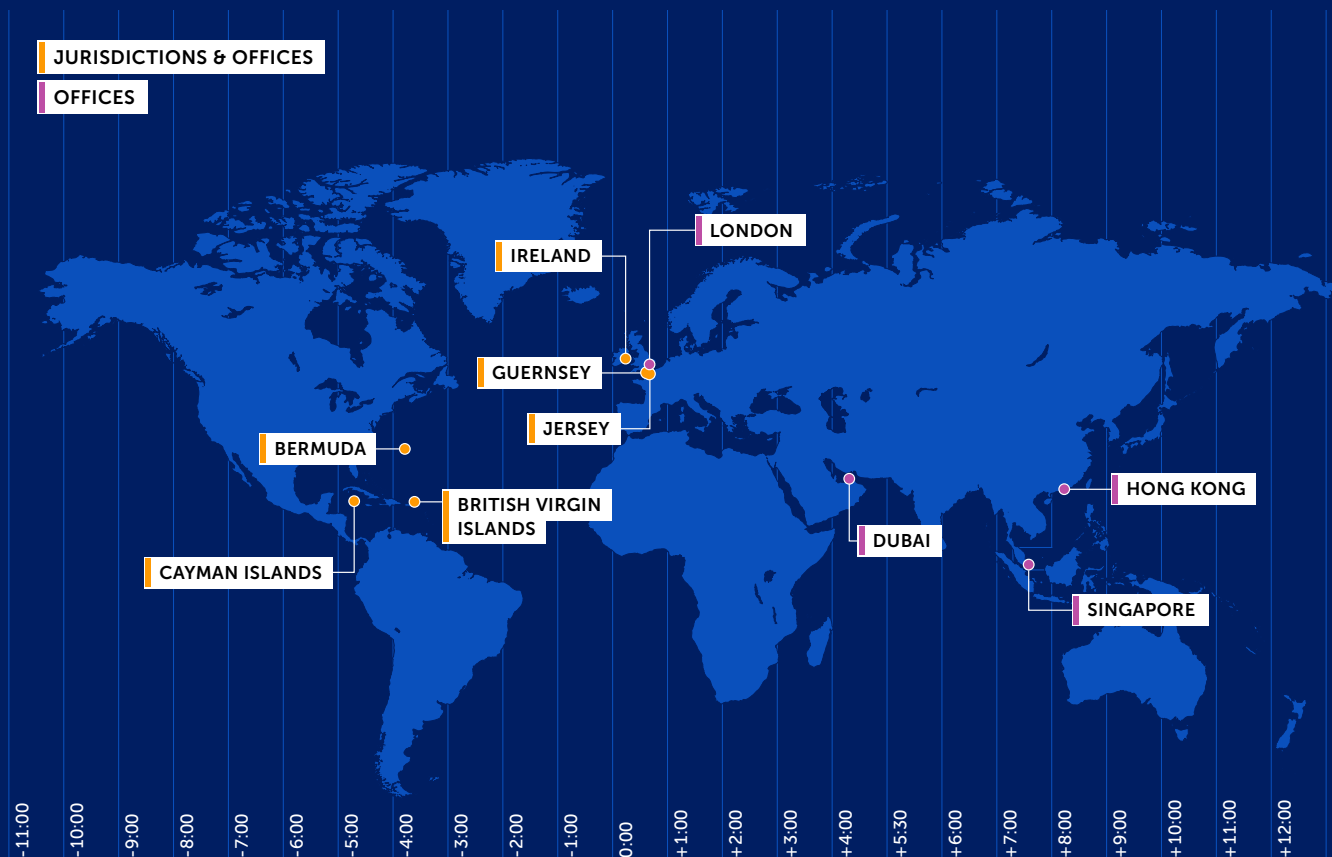 JURISDICTIONS & OFFICES
OFFICES
LONDON
IRELAND
GUERNSEY
JERSEY
BERMUDA
HONG KONG
BRITISH VIRGIN
ISLANDS
DUBAI
CAYMAN ISLANDS
SINGAPORE
-11:00
-10:00
-9:00
-7:00
-6:00
-5:00
-4:00
-3:00
-2:00
-1:00
0:00
+1:00
+2:00
+3:00
+4:00
+5:30
+6:00
+7:00
+8:00
+9:00
+10:00
+11:00
+12:00